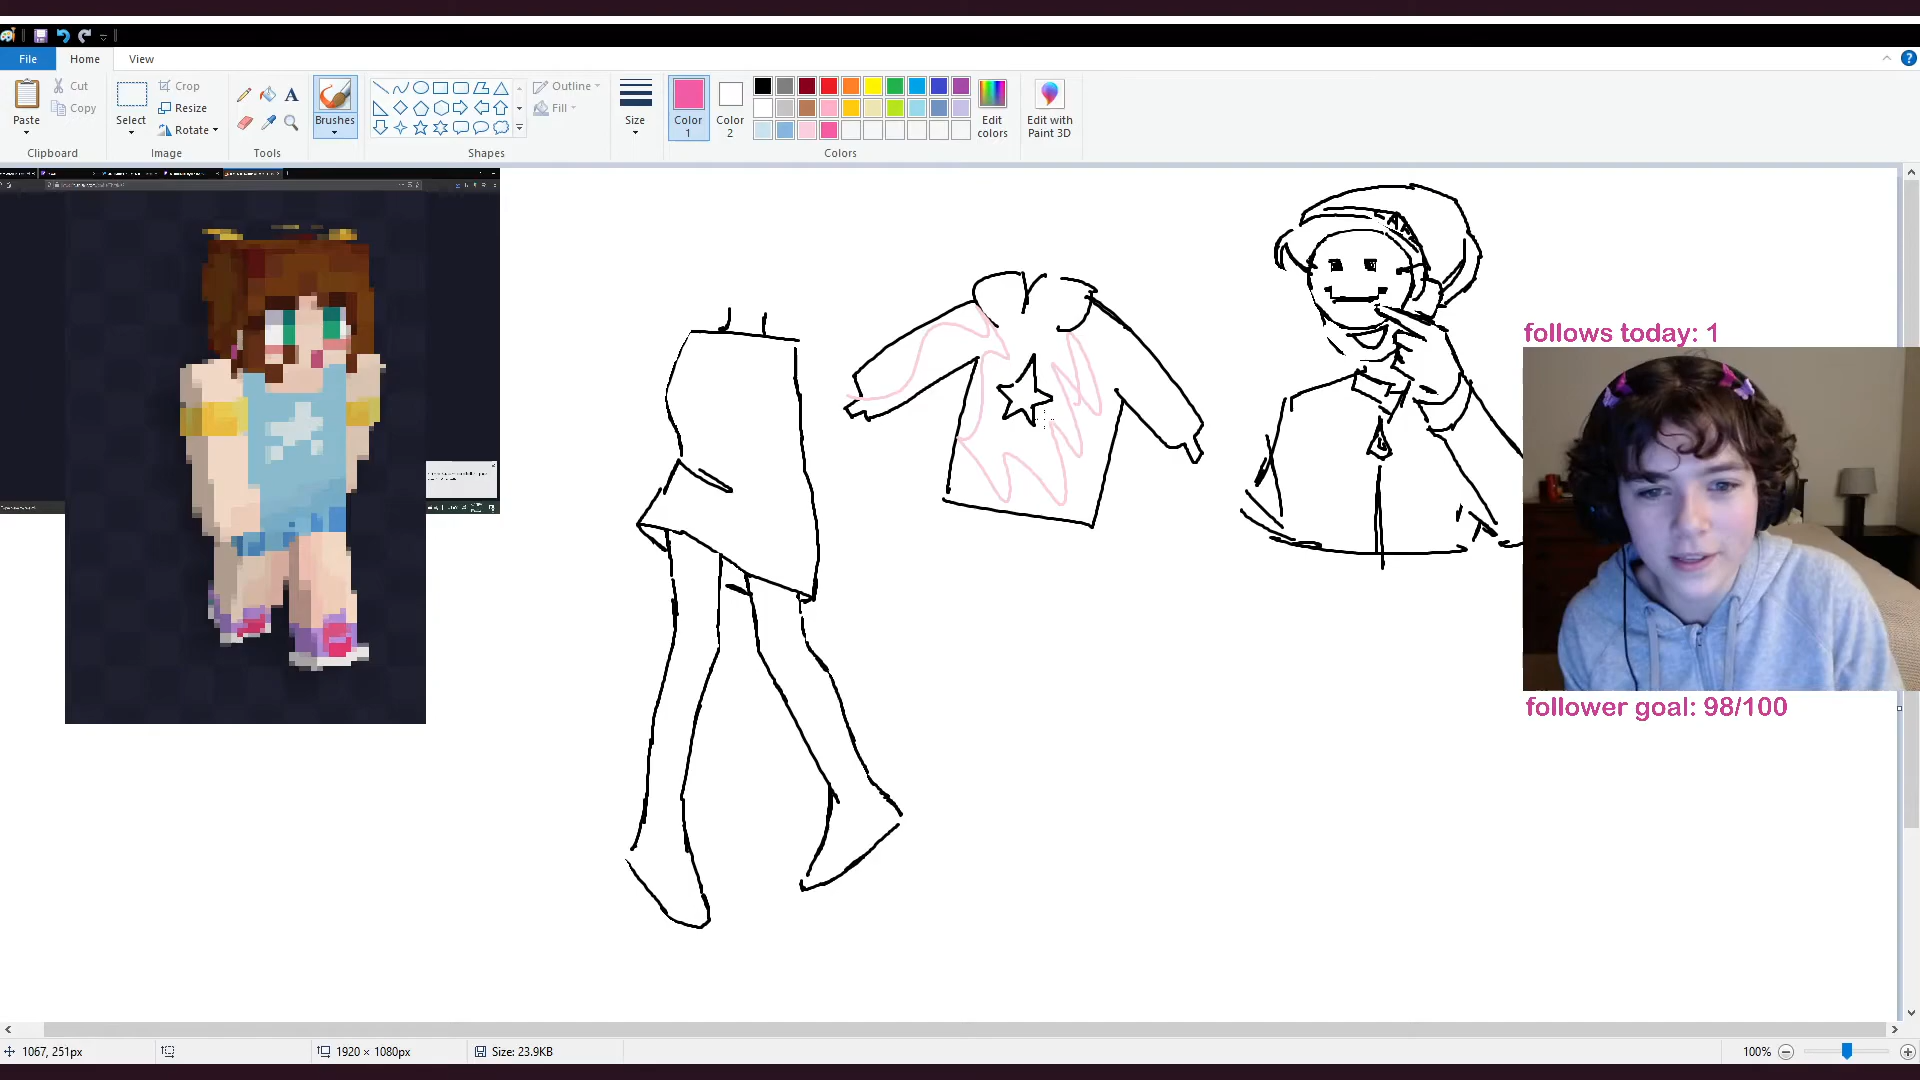 File
Home
View
Paste
Cut
Copy
Clipboard
Select
Crop
Resize
Rotate
Image
A
Tools
Brushes
Shapes
Outline
Fill
Size
Color
1
Color
2
Edit
colors
Edit with
Paint 3D
Colors
follows today: 1
follower goal: 98/100
1067, 251px
1920 × 1080px
Size: 23.9KB
100%